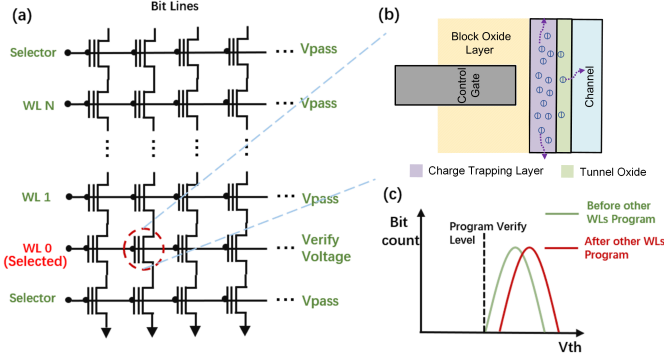 (a)
Bit Lines
Selector
Vpass
WL N
Vpass
WL 1
Vpass
WL 0
(Selected)
Verify
Voltage
Selector
Vpass
(b)
Block Oxide
Layer
Control
Gate
Channel
Charge Trapping Layer
Tunnel Oxide
(c)
Bit
count
Program Verify
Level
Before other
WLs Program
After other WLs
Program
Vth